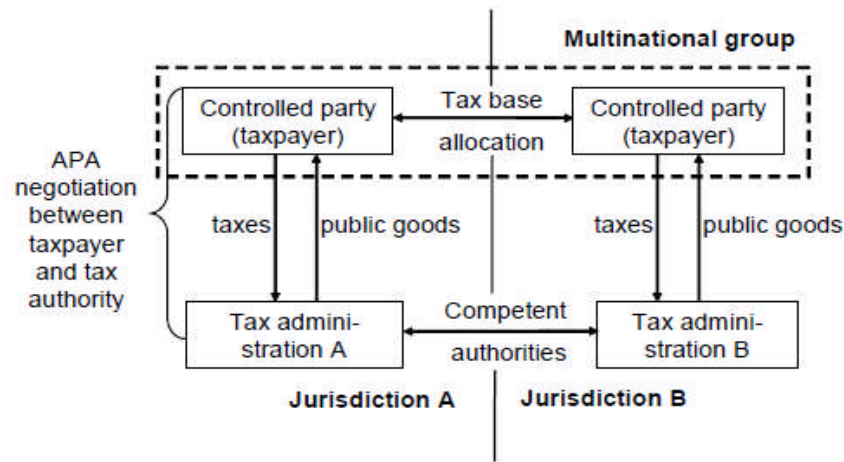 Multinational group
Controlled party
(taxpayer)
Tax base
allocation
Controlled party
(taxpayer)
APA
negotiation
between
taxpayer
and tax
authority
taxes
public goods
taxes
public goods
Tax admini-
stration A
Competent
authorities
Tax admini-
stration B
Jurisdiction A
Jurisdiction B